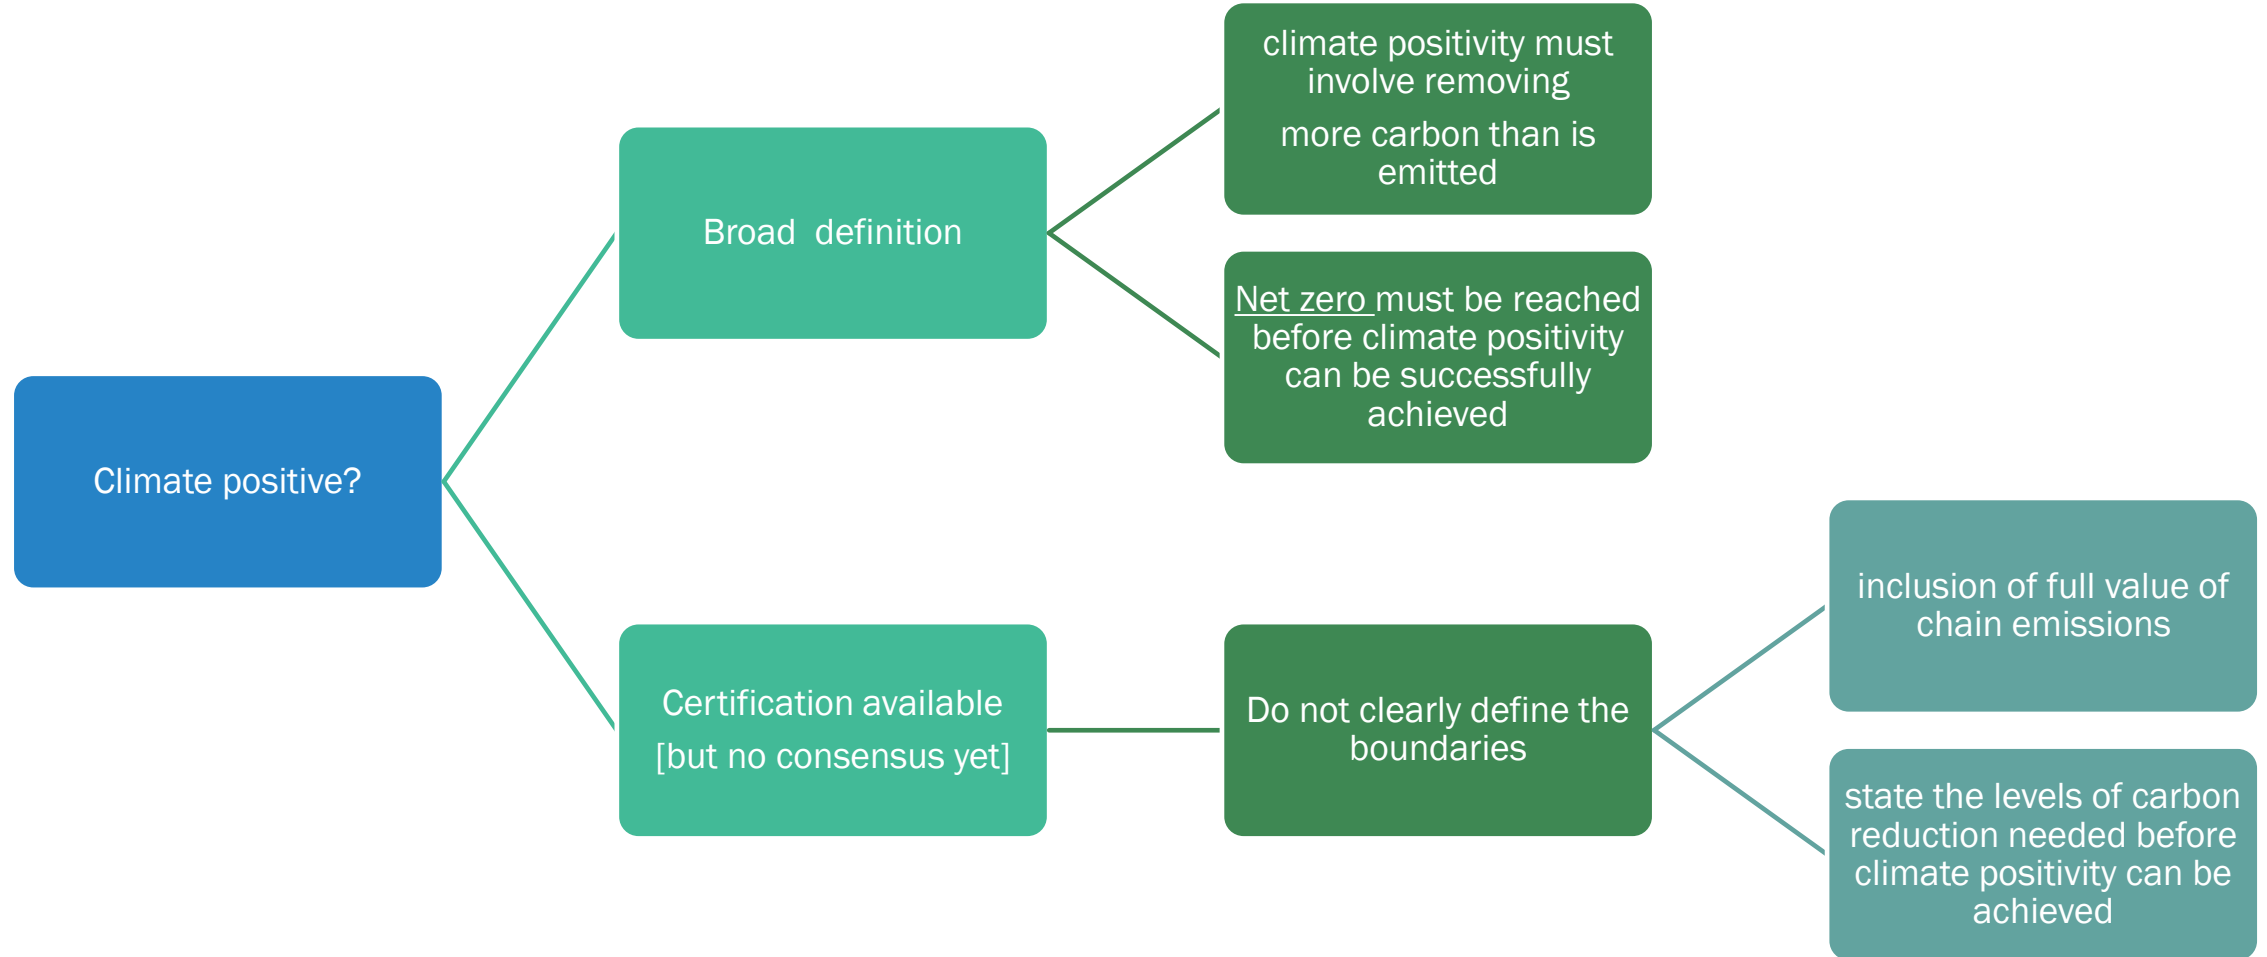 climate positivity must
involve removing
more carbon than is
emitted
Broad  definition
Net zero must be reached
before climate positivity
can be successfully
achieved
Climate positive?
Certification available
[but no consensus yet]
Do not clearly define the
boundaries
inclusion of full value of
chain emissions
state the levels of carbon
reduction needed before
climate positivity can be
achieved